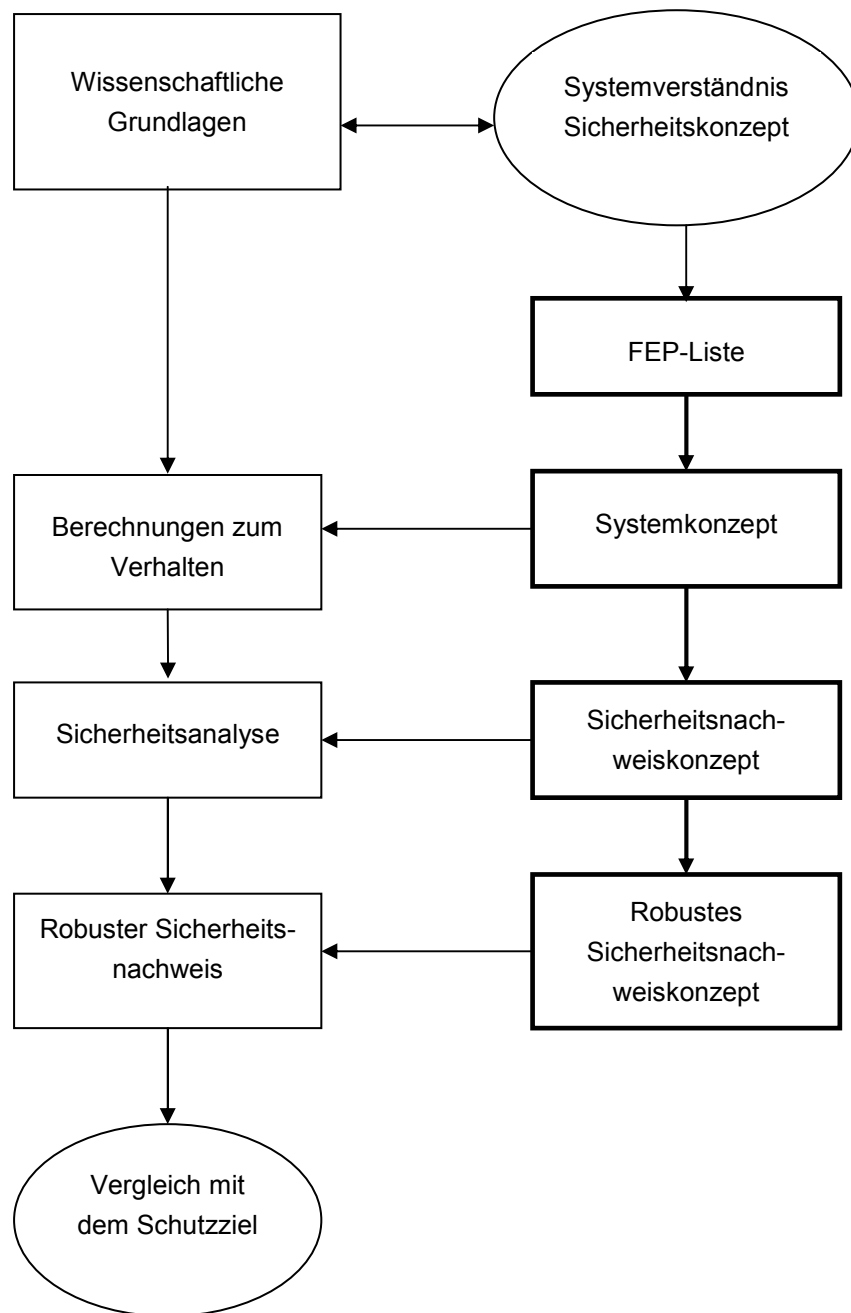 Wissenschaftliche
Grundlagen
Systemverständnis
Sicherheitskonzept
FEP-Liste
Berechnungen zum
Verhalten
Systemkonzept
Sicherheitsanalyse
Sicherheitsnach-
weiskonzept
Robuster Sicherheits-
nachweis
Robustes
Sicherheitsnach-
weiskonzept
Vergleich mit
dem Schutzziel